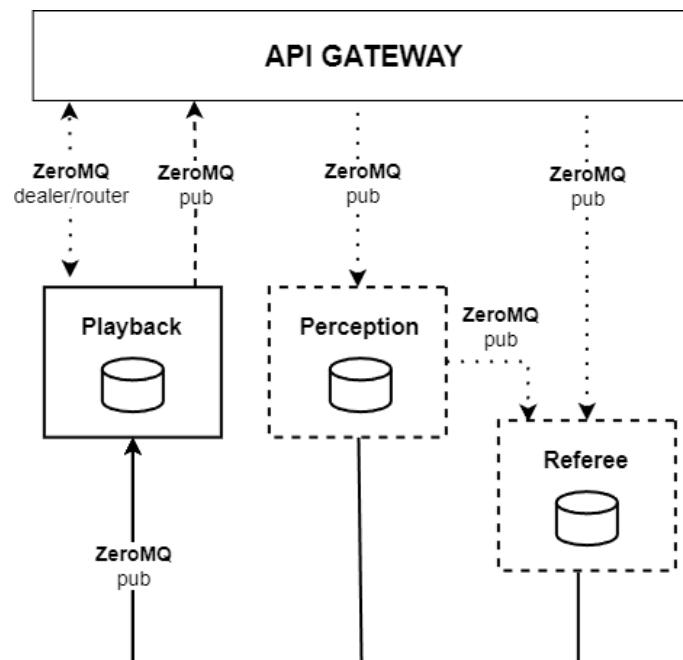 API GATEWAY
ZeroMQ
dealer/router
ZeroMQ
pub
ZeroMQ
pub
ZeroMQ
pub
Playback
Perception
ZeroMQ
pub
Referee
ZeroMQ
pub